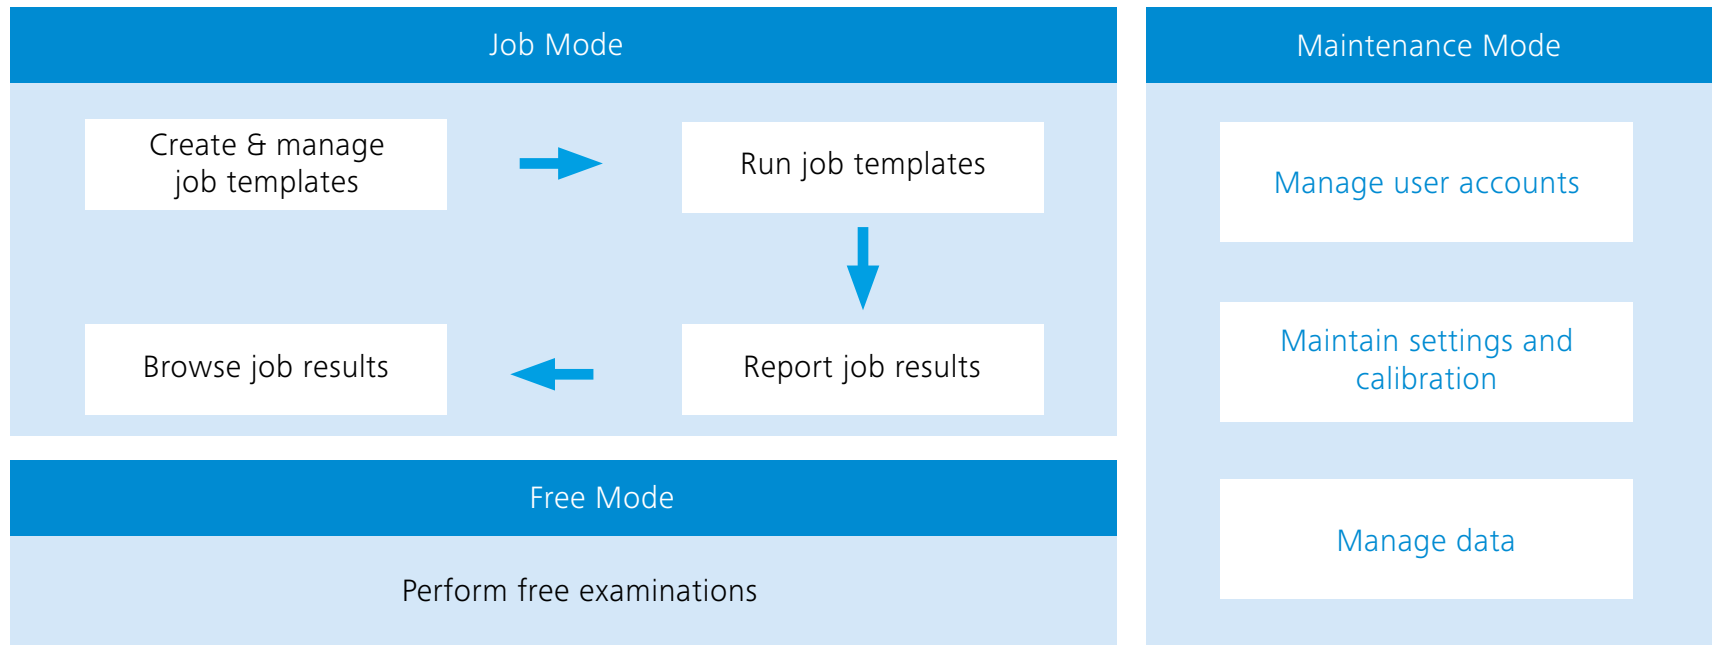 Job Mode
Create & manage
job templates
Run job templates
Browse job results
Report job results
Free Mode
Perform free examinations
Maintenance Mode
Manage user accounts
Maintain settings and
calibration
Manage data